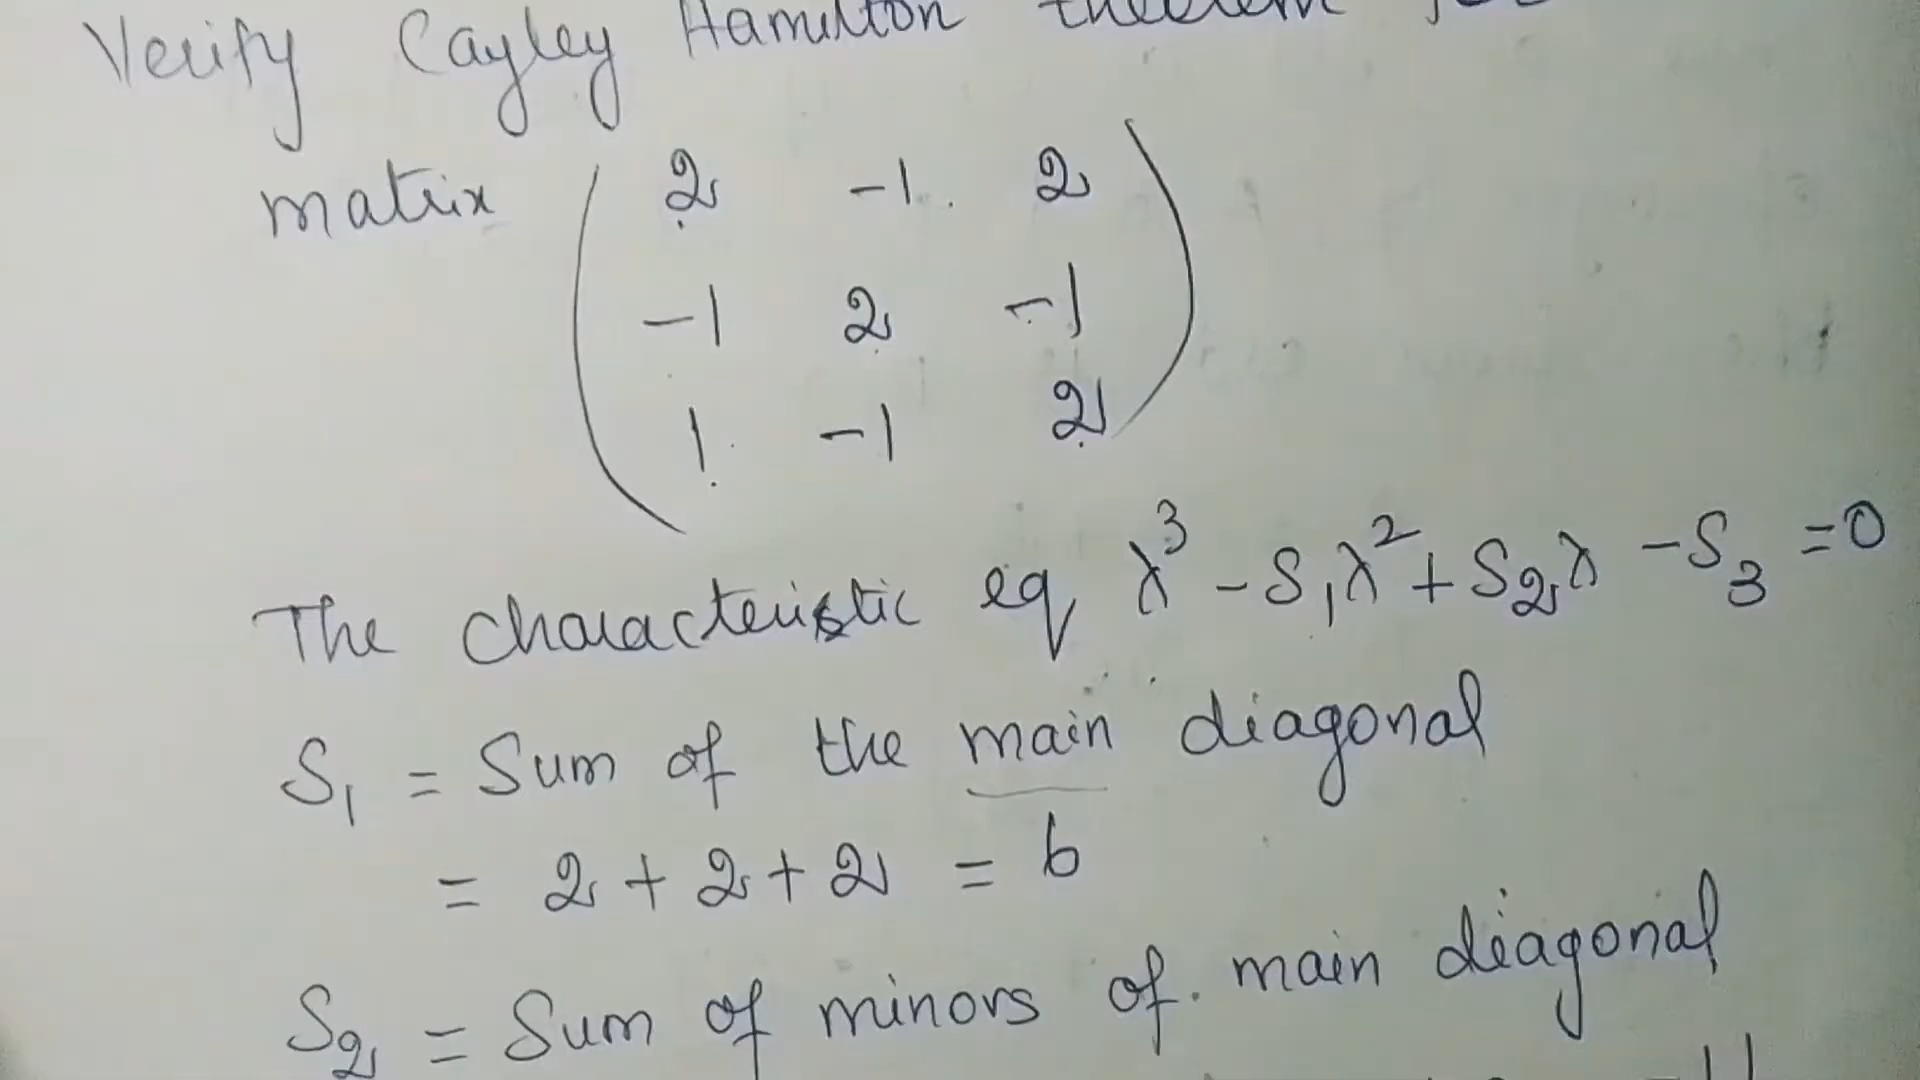 Verify Cayley Hamilton theorem for
matrix ( 2 -1 2
-1 2 -1
1 -1 2 )
The characteristic eq λ³ - S₁λ² + S₂λ - S₃ = 0
S₁ = Sum of the main diagonal
= 2 + 2 + 2 = 6
S₂ = Sum of minors of main diagonal